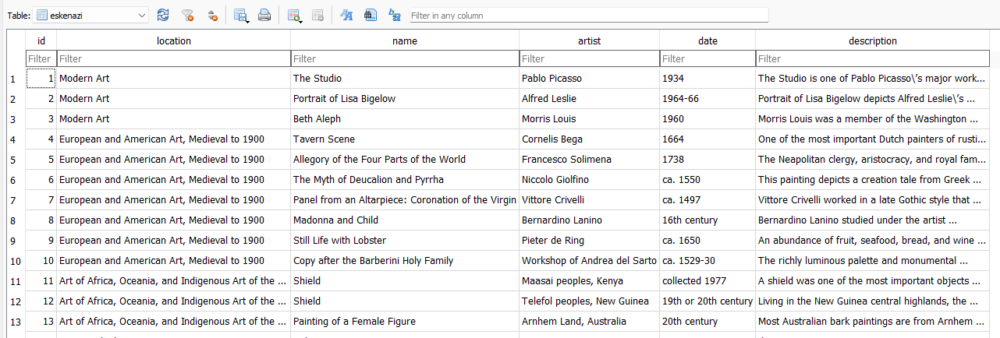 Table: eskenazi Filter in any column
id location name artist date description
Filter Filter Filter Filter Filter Filter
1 1 Modern Art The Studio Pablo Picasso 1934 The Studio is one of Pablo Picasso\'s major work...
2 2 Modern Art Portrait of Lisa Bigelow Alfred Leslie 1964-66 Portrait of Lisa Bigelow depicts Alfred Leslie\'s ...
3 3 Modern Art Beth Aleph Morris Louis 1960 Morris Louis was a member of the Washington ...
4 4 European and American Art, Medieval to 1900 Tavern Scene Cornelis Bega 1664 One of the most important Dutch painters of rusti...
5 5 European and American Art, Medieval to 1900 Allegory of the Four Parts of the World Francesco Solimena 1738 The Neapolitan clergy, aristocracy, and royal fam...
6 6 European and American Art, Medieval to 1900 The Myth of Deucalion and Pyrrha Niccolo Giolfino ca. 1550 This painting depicts a creation tale from Greek ...
7 7 European and American Art, Medieval to 1900 Panel from an Altarpiece: Coronation of the Virgin Vittore Crivelli ca. 1497 Vittore Crivelli worked in a late Gothic style that ...
8 8 European and American Art, Medieval to 1900 Madonna and Child Bernardino Lanino 16th century Bernardino Lanino studied under the artist ...
9 9 European and American Art, Medieval to 1900 Still Life with Lobster Pieter de Ring ca. 1650 An abundance of fruit, seafood, bread, and wine ...
10 10 European and American Art, Medieval to 1900 Copy after the Barberini Holy Family Workshop of Andrea del Sarto ca. 1529-30 The richly luminous palette and monumental ...
11 11 Art of Africa, Oceania, and Indigenous Art of the ... Shield Maasai peoples, Kenya collected 1977 A shield was one of the most important objects ...
12 12 Art of Africa, Oceania, and Indigenous Art of the ... Shield Telefol peoples, New Guinea 19th or 20th century Living in the New Guinea central highlands, the ...
13 13 Art of Africa, Oceania, and Indigenous Art of the ... Painting of a Female Figure Arnhem Land, Australia 20th century Most Australian bark paintings are from Arnhem ...